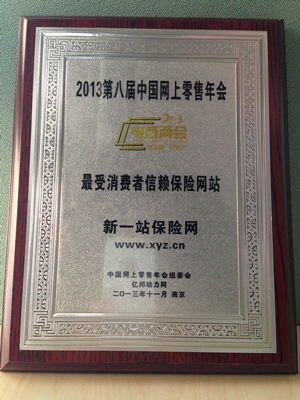 2013第八届中国网上零售年会
电商两会
最受消费者信赖保险网站
新一站保险网
www.xyz.cn
中国网上零售年会组委会
亿邦动力网
二〇一三年十一月 南京